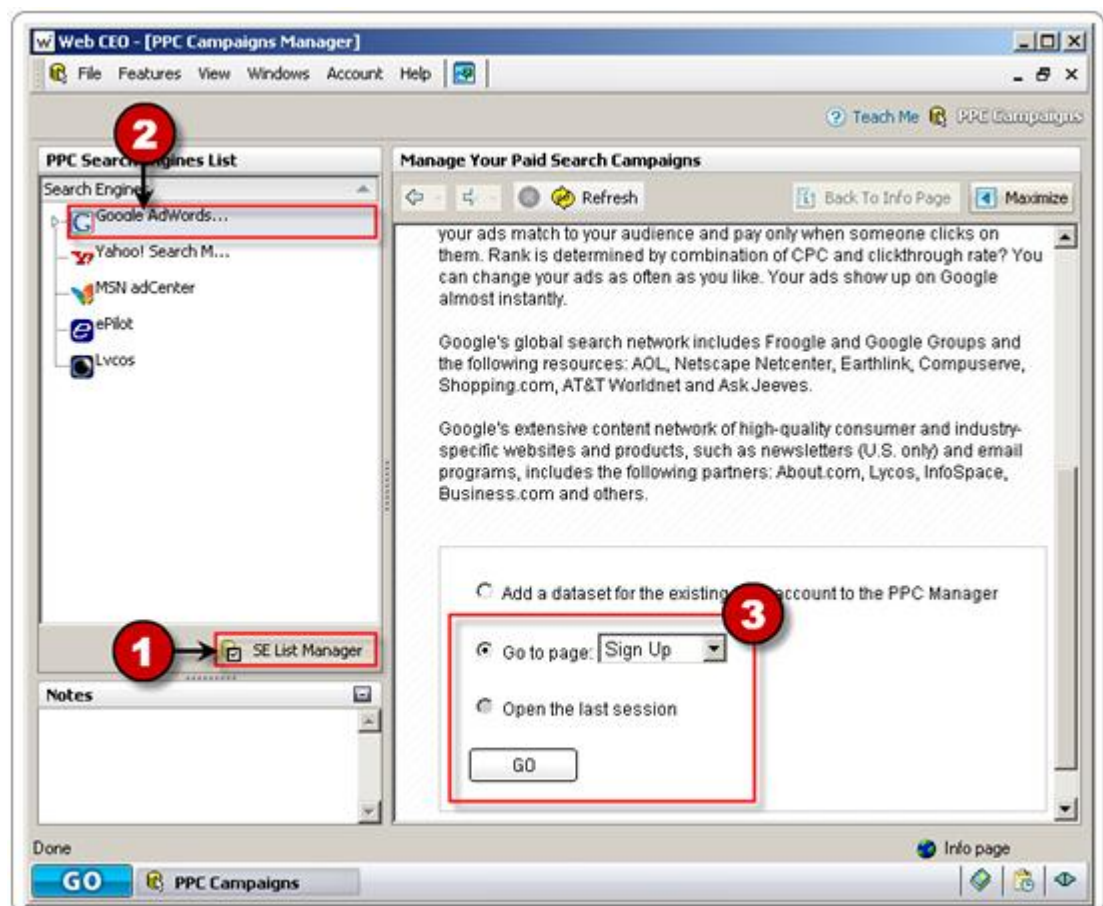 Web CEO - [PPC Campaigns Manager]
File Features View Windows Account Help
Teach Me PPC Campaigns
2
PPC Search Engines List
Search Engines
Google AdWords...
Yahoo! Search M...
MSN adCenter
ePilot
Lycos
1
SE List Manager
Notes
Manage Your Paid Search Campaigns
Refresh
Back To Info Page
Maximize
your ads match to your audience and pay only when someone clicks on
them. Rank is determined by combination of CPC and clickthrough rate? You
can change your ads as often as you like. Your ads show up on Google
almost instantly.
Google's global search network includes Froogle and Google Groups and
the following resources: AOL, Netscape Netcenter, Earthlink, Compuserve,
Shopping.com, AT&T Worldnet and Ask Jeeves.
Google's extensive content network of high-quality consumer and industry-
specific websites and products, such as newsletters (U.S. only) and email
programs, includes the following partners: About.com, Lycos, InfoSpace,
Business.com and others.
Add a dataset for the existing account to the PPC Manager
3
Go to page: Sign Up
Open the last session
GO
Done
Info page
GO
PPC Campaigns